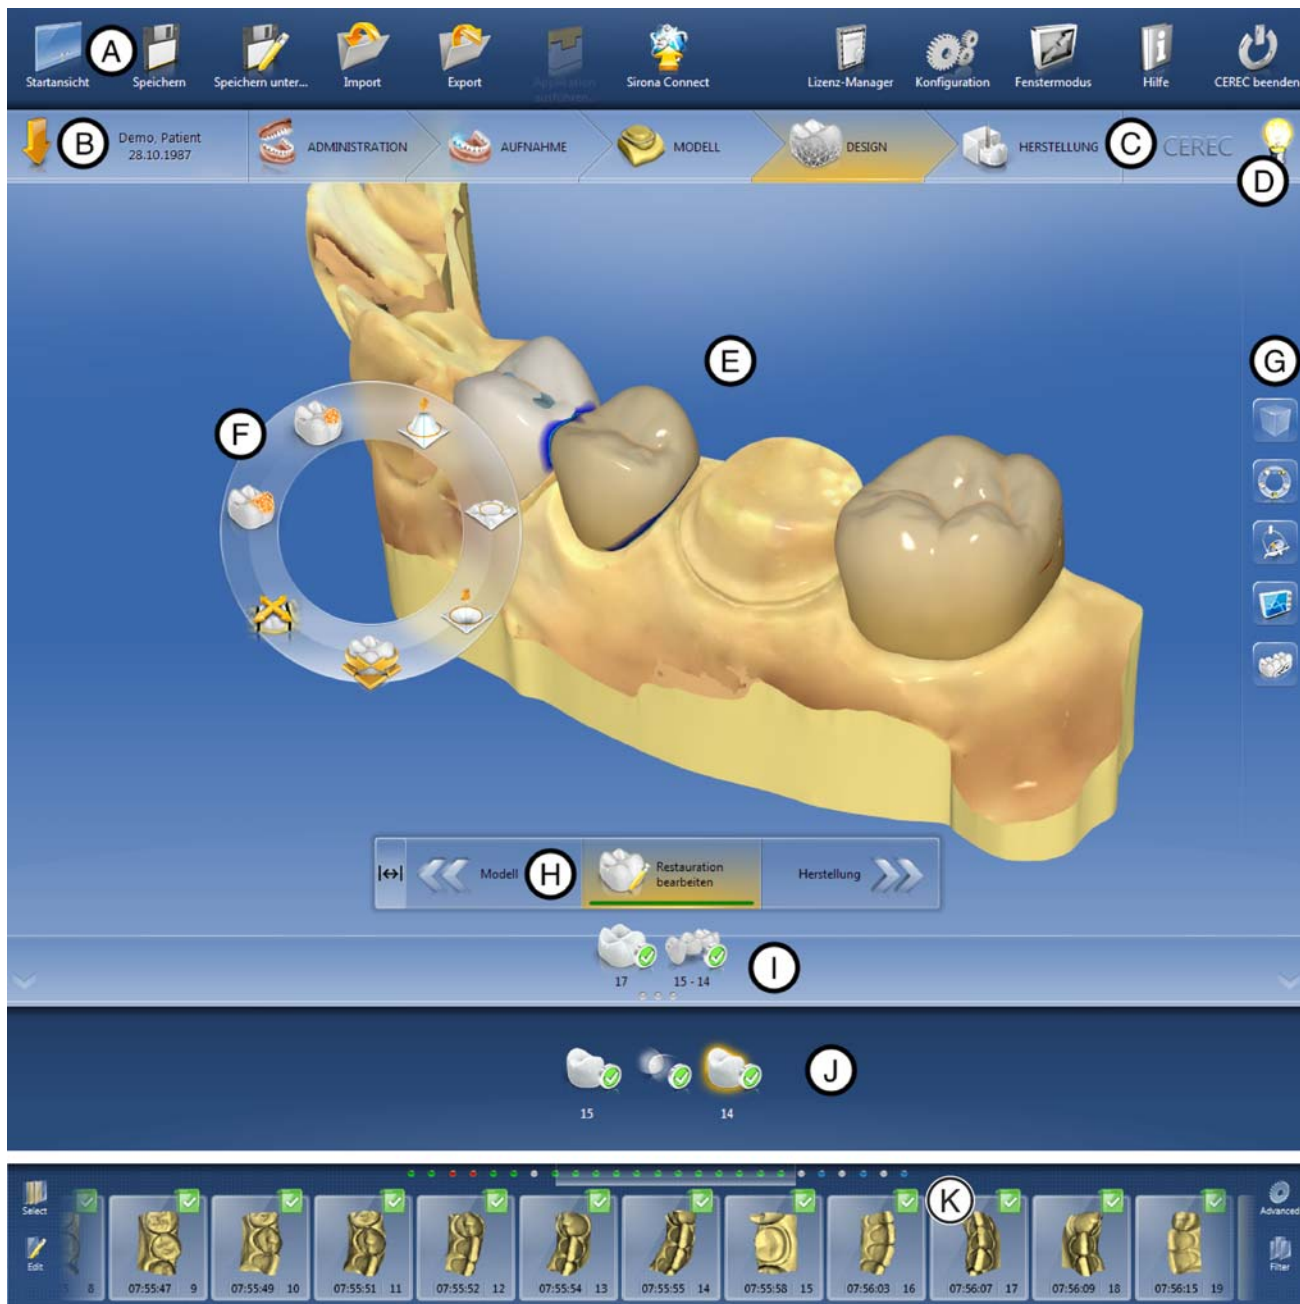 Startansicht
A
Speichern
Speichern unter...
Import
Export
Application
ausführen...
Sirona Connect
Lizenz-Manager
Konfiguration
Fenstermodus
Hilfe
CEREC beenden
B
Demo, Patient
28.10.1987
ADMINISTRATION
AUFNAHME
MODELL
DESIGN
HERSTELLUNG
C
CEREC
D
E
F
G
Modell
H
Restauration
bearbeiten
Herstellung
17
15 - 14
I
15
14
J
K
Select
Edit
Advanced
Filter
8
07:55:47 9
07:55:49 10
07:55:51 11
07:55:52 12
07:55:54 13
07:55:55 14
07:55:58 15
07:56:03 16
07:56:07 17
07:56:09 18
07:56:15 19